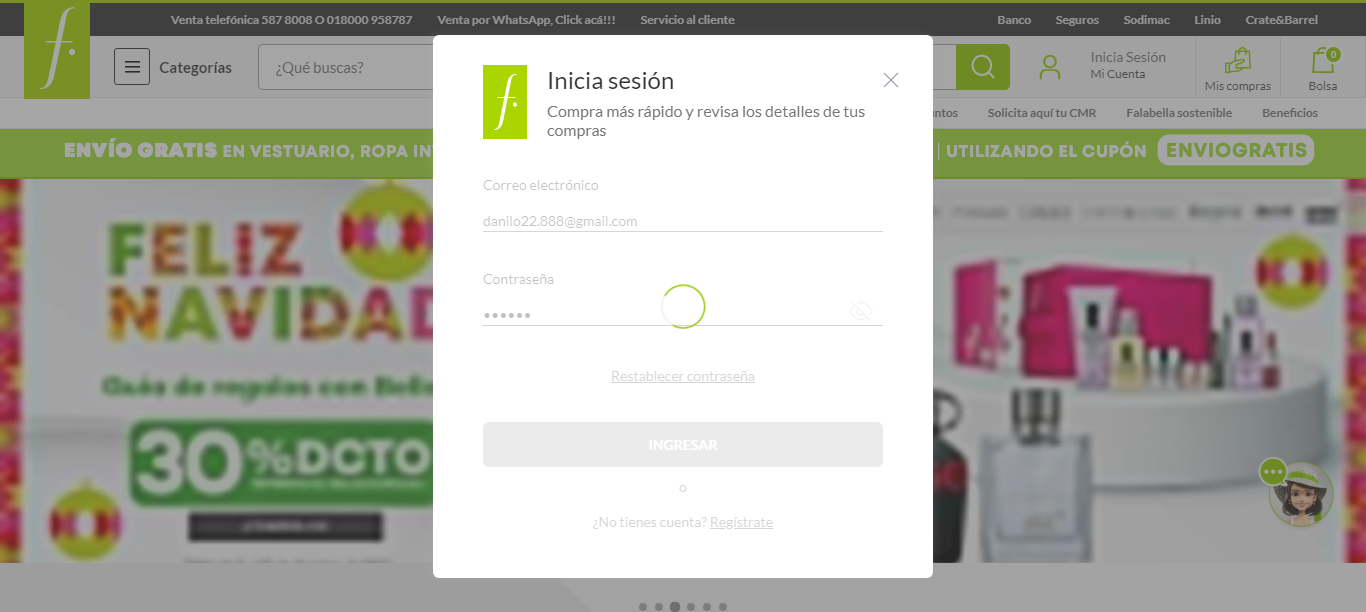 Venta telefónica 587 8008 O 018000 958787
Venta por WhatsApp, Click acá!!!
Servicio al cliente
Banco
Seguros
Sodimac
Linio
Crate&Barrel
f.
Categorías
¿Qué buscas?
Inicia Sesión
Mi Cuenta
Mis compras
0
Bolsa
ntos
Solicita aquí tu CMR
Falabella sostenible
Beneficios
ENVÍO GRATIS EN VESTUARIO, ROPA IN
| UTILIZANDO EL CUPÓN ENVIOGRATIS
f.
Inicia sesión
Compra más rápido y revisa los detalles de tus
compras
Correo electrónico
danilo22.888@gmail.com
Contraseña
••••••
Restablecer contraseña
INGRESAR
o
¿No tienes cuenta? Regístrate
FELIZ
NAVIDAD
Guía de regalos con
30%DCTO